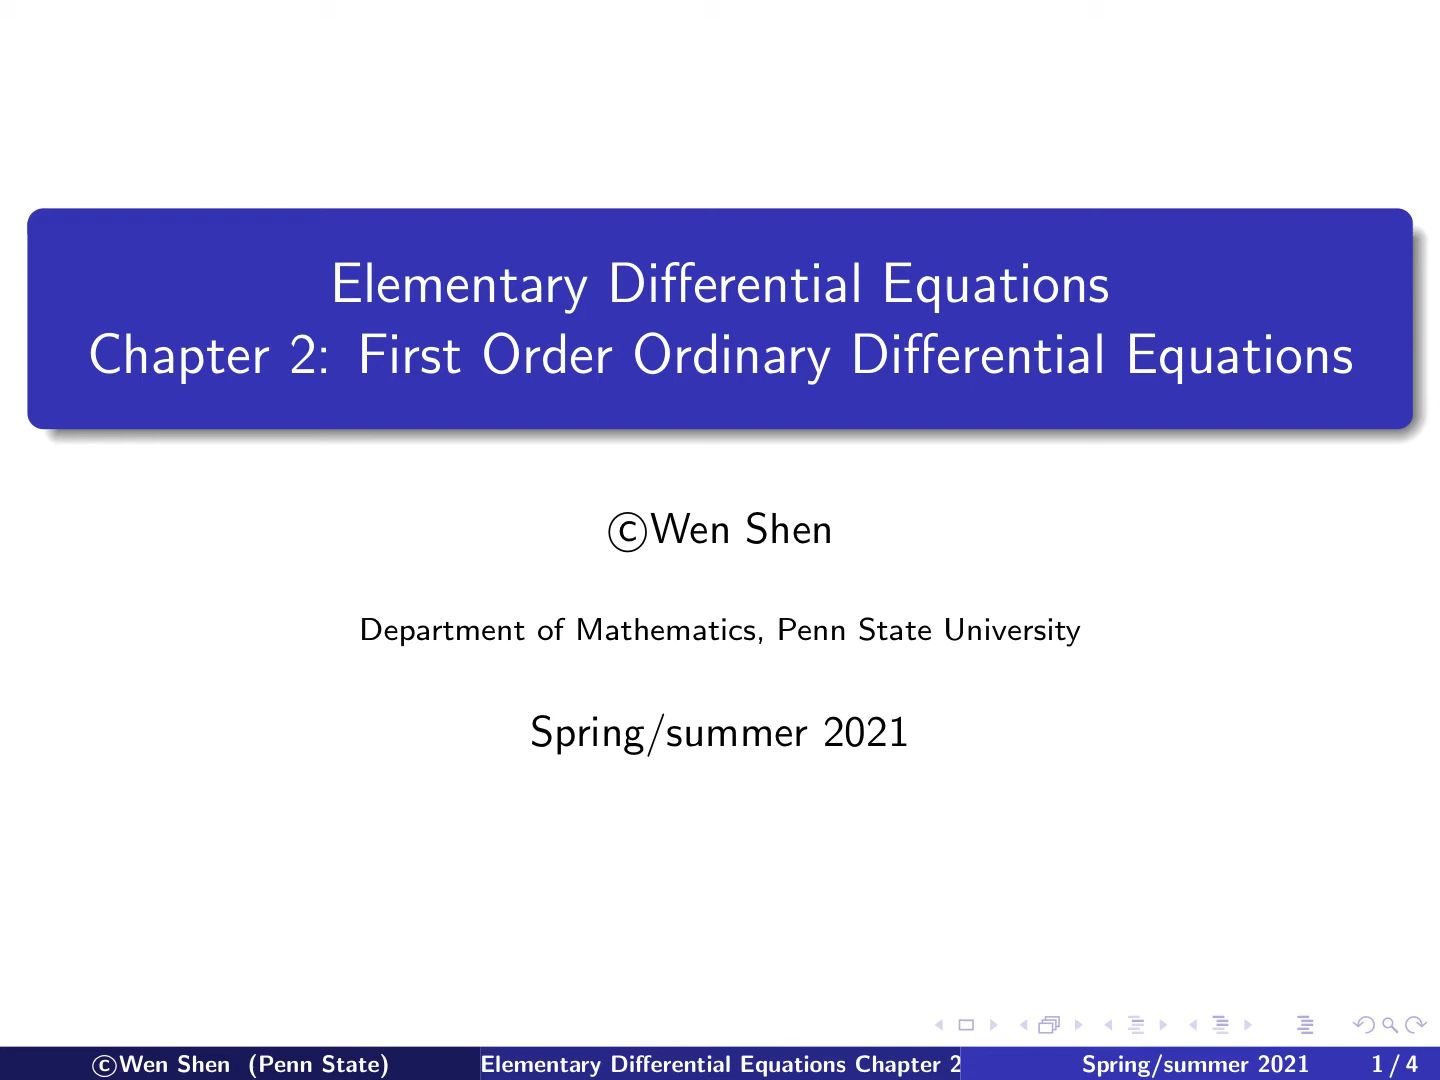 Elementary Differential Equations
Chapter 2: First Order Ordinary Differential Equations
©Wen Shen
Department of Mathematics, Penn State University
Spring/summer 2021
©Wen Shen (Penn State)
Elementary Differential Equations Chapter 2
Spring/summer 2021
1 / 4